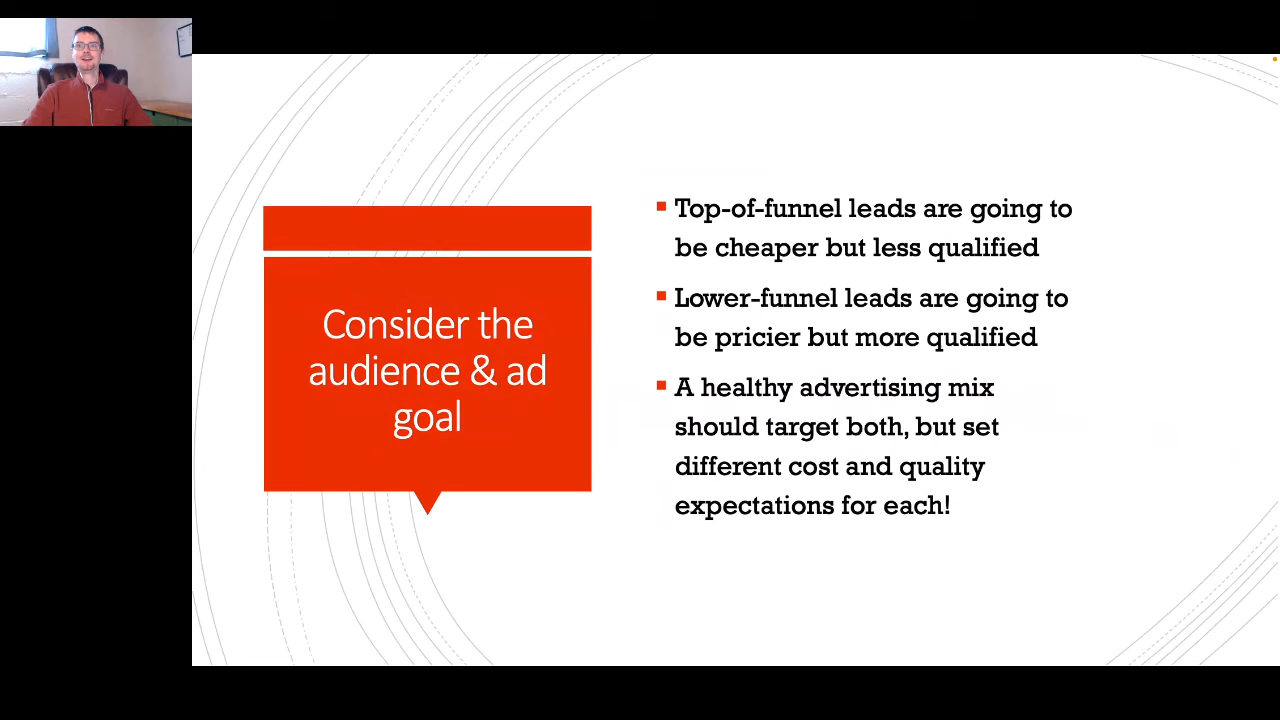 Consider the
audience & ad
goal
Top-of-funnel leads are going to
be cheaper but less qualified
Lower-funnel leads are going to
be pricier but more qualified
A healthy advertising mix
should target both, but set
different cost and quality
expectations for each!